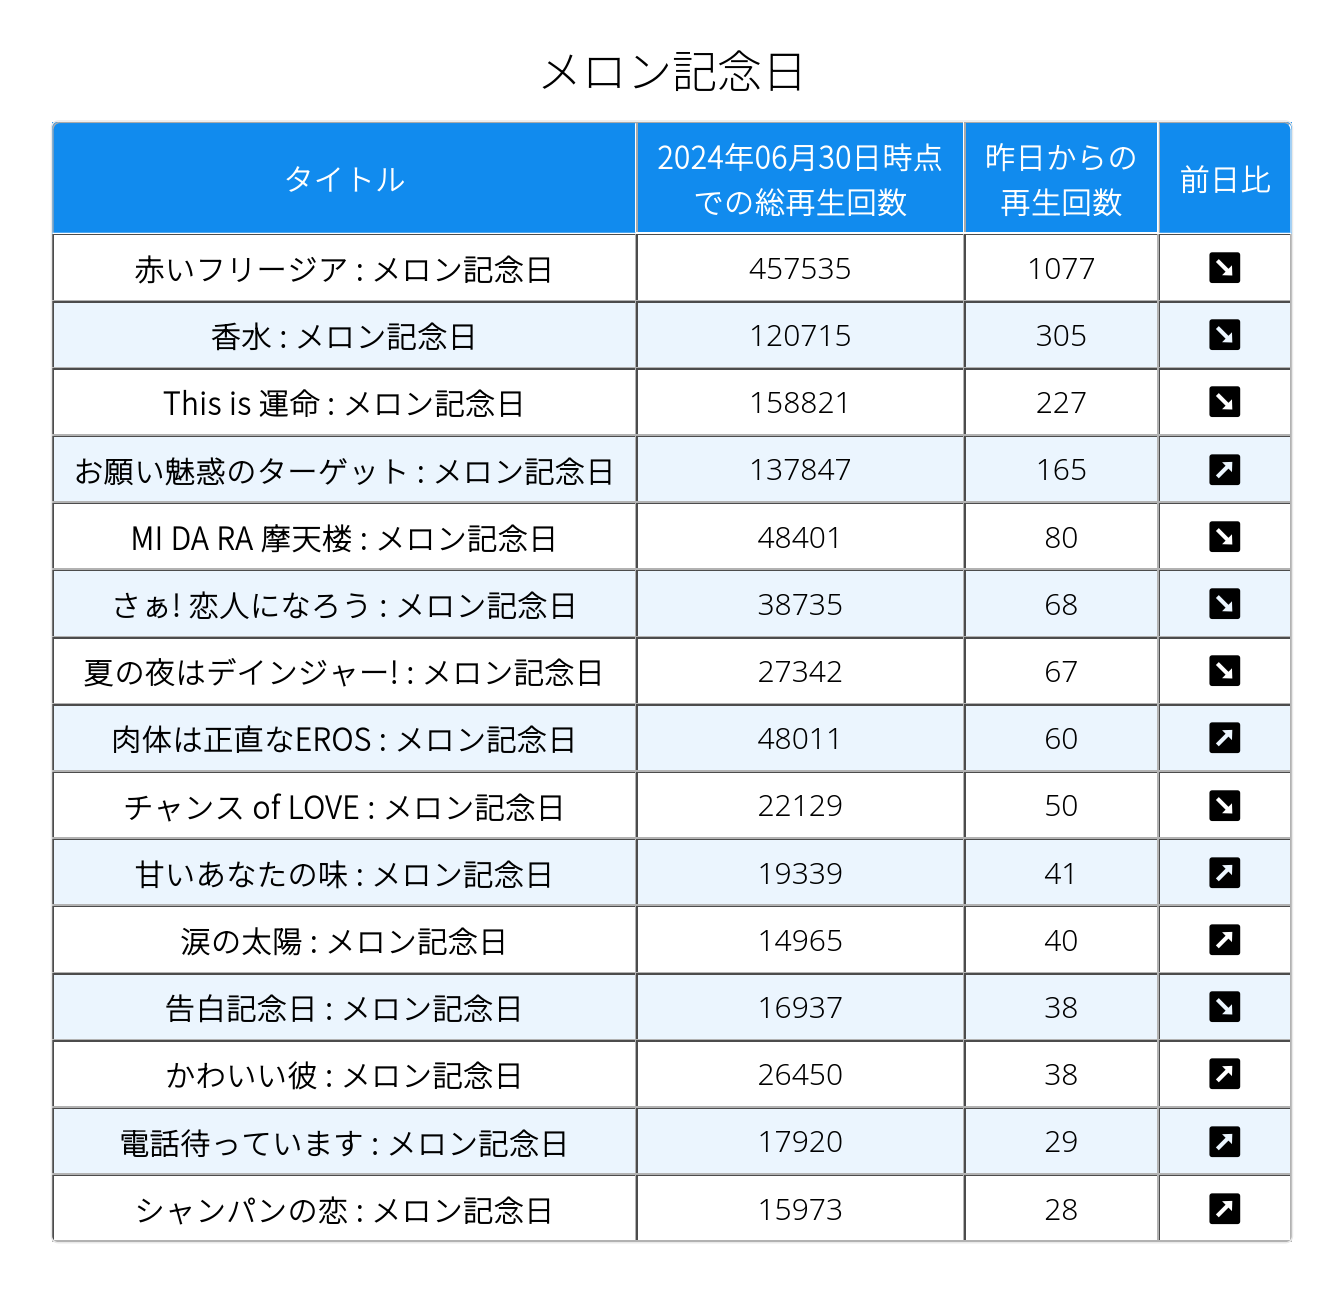 メロン記念日
タイトル
2024年06月30日時点
での総再生回数
昨日からの
再生回数
前日比
赤いフリージア : メロン記念日 457535 1077 ↘
香水 : メロン記念日 120715 305 ↘
This is 運命 : メロン記念日 158821 227 ↘
お願い魅惑のターゲット : メロン記念日 137847 165 ↗
MI DA RA 摩天楼 : メロン記念日 48401 80 ↘
さぁ! 恋人になろう : メロン記念日 38735 68 ↘
夏の夜はデインジャー! : メロン記念日 27342 67 ↘
肉体は正直なEROS : メロン記念日 48011 60 ↗
チャンス of LOVE : メロン記念日 22129 50 ↘
甘いあなたの味 : メロン記念日 19339 41 ↗
涙の太陽 : メロン記念日 14965 40 ↗
告白記念日 : メロン記念日 16937 38 ↘
かわいい彼 : メロン記念日 26450 38 ↗
電話待っています : メロン記念日 17920 29 ↗
シャンパンの恋 : メロン記念日 15973 28 ↗